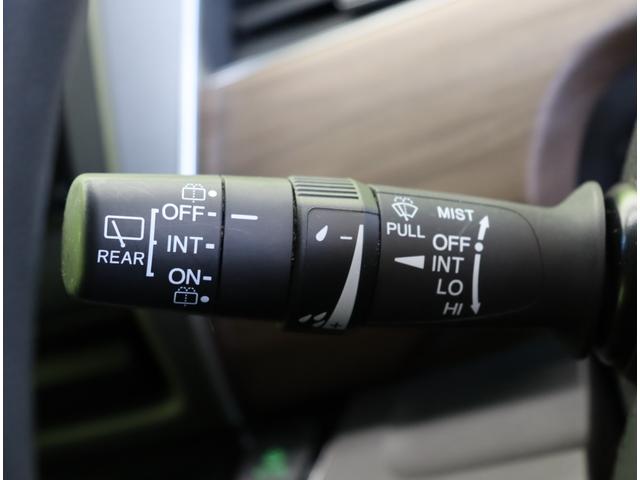 REAR
OFF
INT
ON
PULL
MIST
OFF
INT
LO
HI